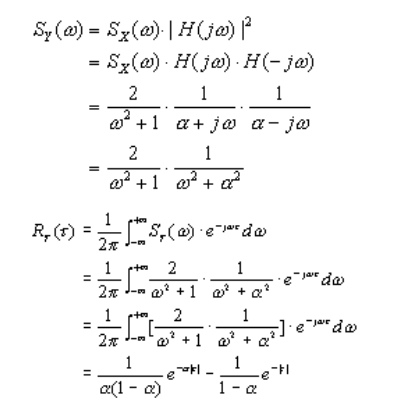 S_Y(ω) = S_X(ω)·| H(jω) |²
= S_X(ω) · H(jω) · H(−jω)
= 2/(ω² + 1) · 1/(α + jω) · 1/(α − jω)
= 2/(ω² + 1) · 1/(ω² + α²)
R_r(τ) = 1/(2π) ∫_{−∞}^{+∞} S_r(ω) · e^{−jωτ} dω
= 1/(2π) ∫_{−∞}^{+∞} 2/(ω² + 1) · 1/(ω² + α²) · e^{−jωτ} dω
= 1/(2π) ∫_{−∞}^{+∞} [2/(ω² + 1) · 1/(ω² + α²)] · e^{−jωτ} dω
= 1/(α(1 − α)) e^{−α|τ|} − 1/(1 − α) e^{−|τ|}